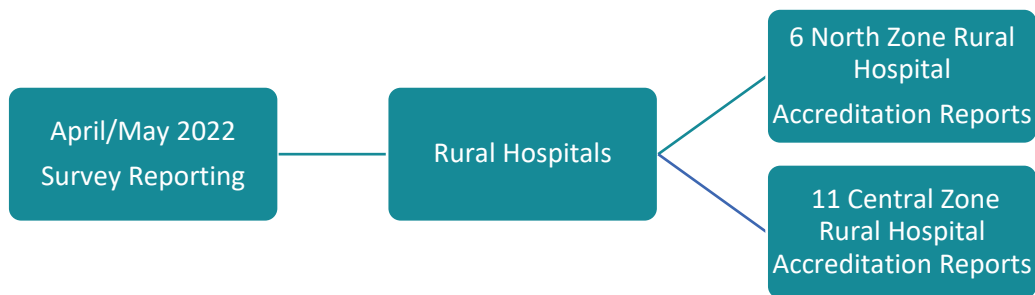 April/May 2022
Survey Reporting
Rural Hospitals
6 North Zone Rural
Hospital
Accreditation Reports
11 Central Zone
Rural Hospital
Accreditation Reports